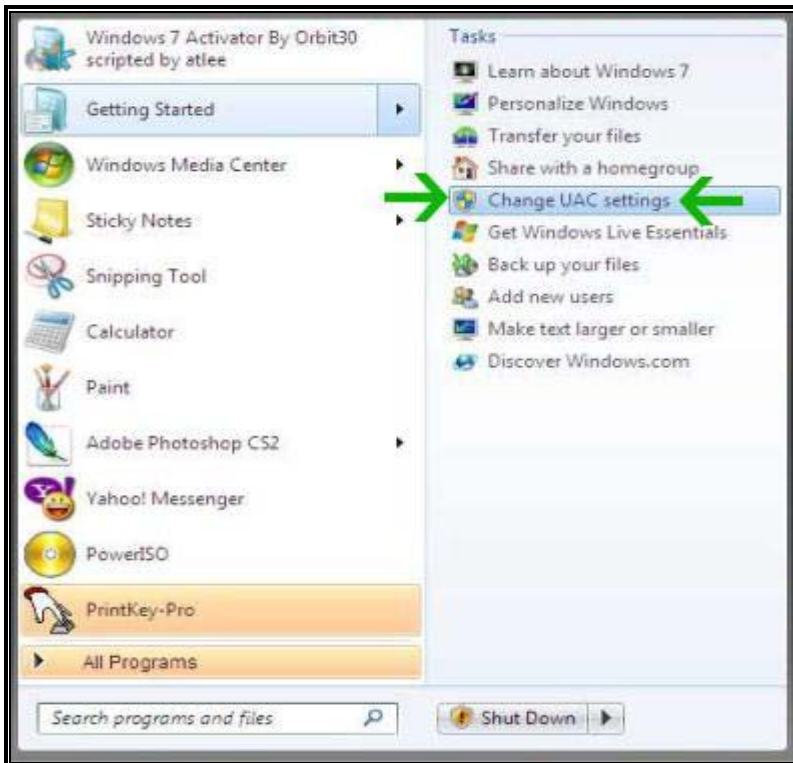 Windows 7 Activator By Orbit30
scripted by atlee
Getting Started
Windows Media Center
Sticky Notes
Snipping Tool
Calculator
Paint
Adobe Photoshop CS2
Yahoo! Messenger
PowerISO
PrintKey-Pro
All Programs
Search programs and files
Tasks
Learn about Windows 7
Personalize Windows
Transfer your files
Share with a homegroup
Change UAC settings
Get Windows Live Essentials
Back up your files
Add new users
Make text larger or smaller
Discover Windows.com
Shut Down